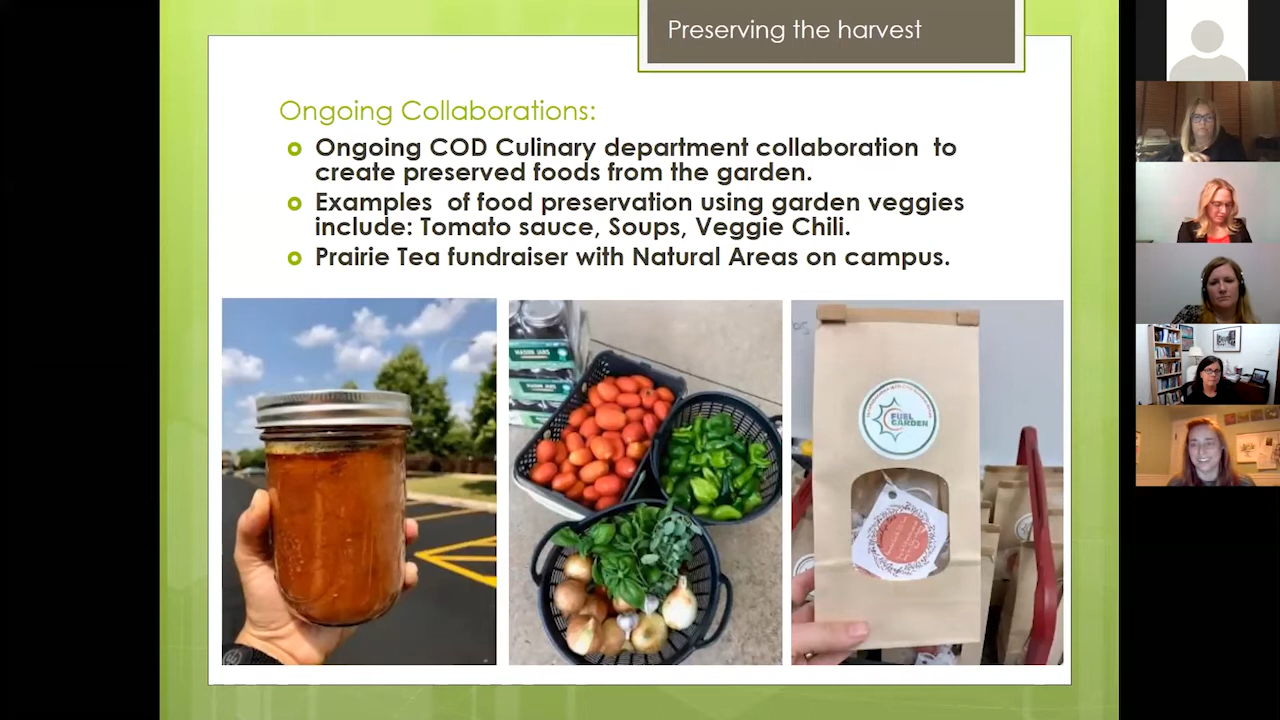 Preserving the harvest
Ongoing Collaborations:
Ongoing COD Culinary department collaboration to
create preserved foods from the garden.
Examples of food preservation using garden veggies
include: Tomato sauce, Soups, Veggie Chili.
Prairie Tea fundraiser with Natural Areas on campus.
MASON JARS
FUEL
GARDEN